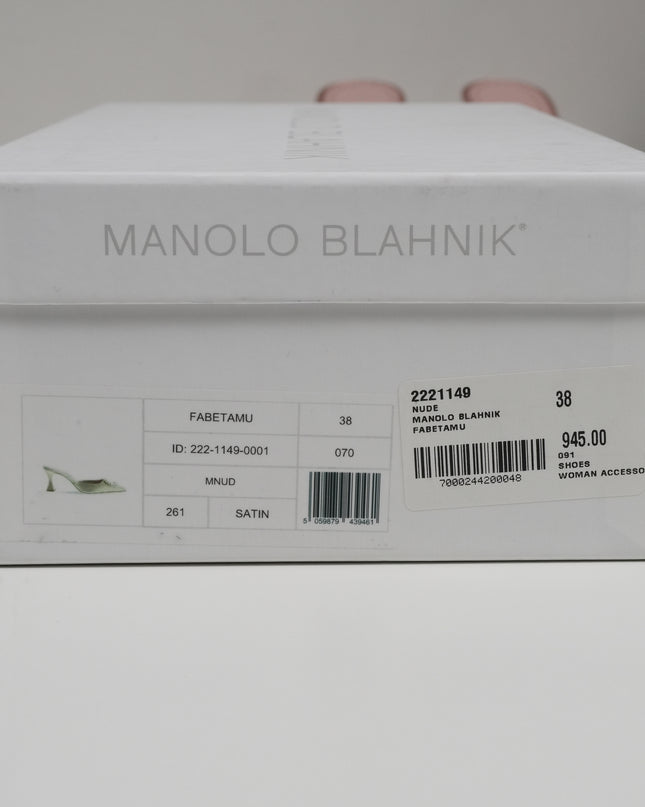 MANOLO BLAHNIK®
FABETAMU
38
ID: 222-1149-0001
070
MNUD
261
SATIN
5 059879 439461
2221149
38
NUDE
MANOLO BLAHNIK
FABETAMU
945.00
7000244200048
091
SHOES
WOMAN ACCESSO